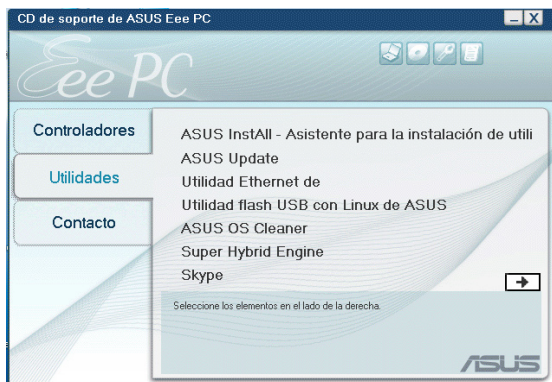 CD de soporte de ASUS Eee PC
Eee PC
Controladores
Utilidades
Contacto
ASUS InstAll - Asistente para la instalación de utili
ASUS Update
Utilidad Ethernet de
Utilidad flash USB con Linux de ASUS
ASUS OS Cleaner
Super Hybrid Engine
Skype
Seleccione los elementos en el lado de la derecha.
ASUS